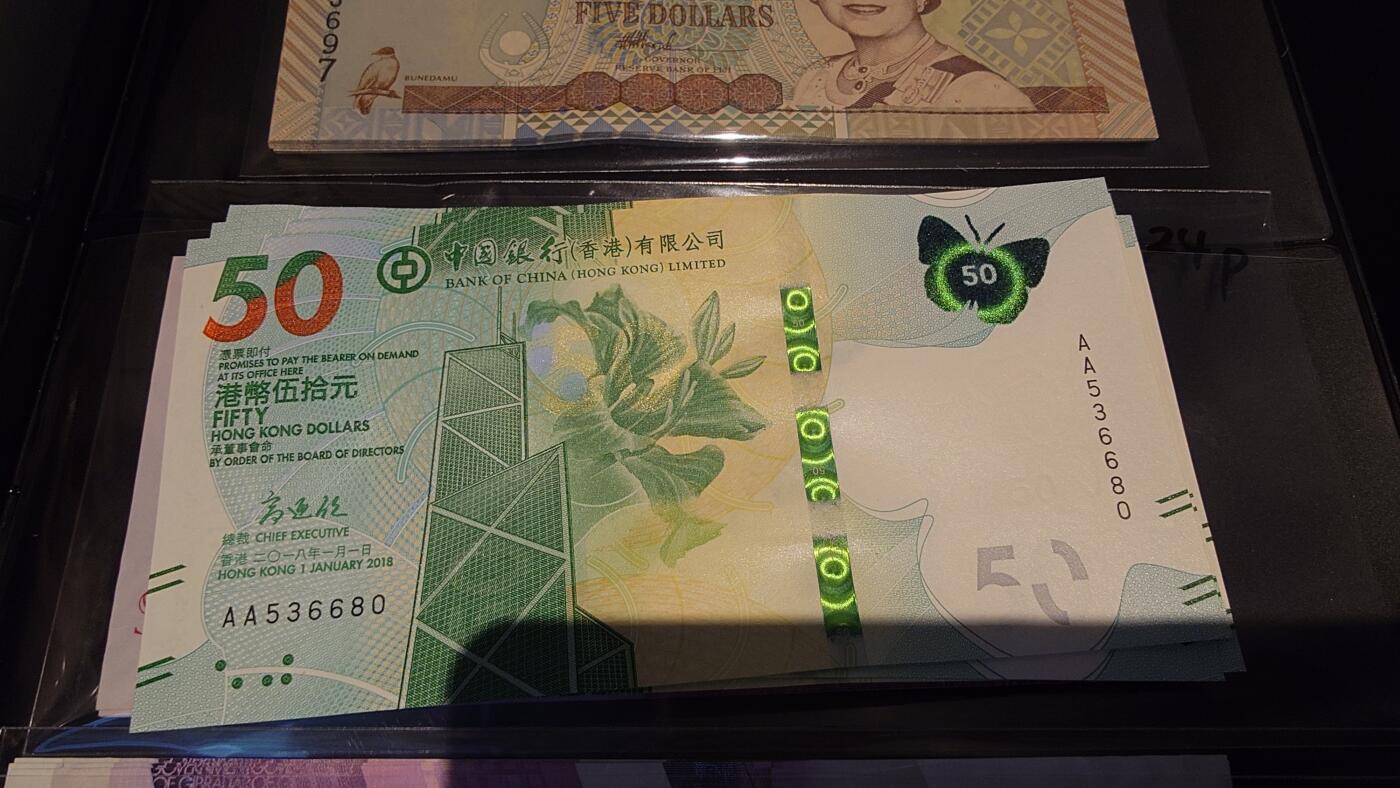 697
FIVE DOLLARS
GOVERNOR
RESERVE BANK OF FIJI
BUNEDAMU
50
中國銀行(香港)有限公司
BANK OF CHINA (HONG KONG) LIMITED
50
憑票即付
PROMISES TO PAY THE BEARER ON DEMAND
AT ITS OFFICE HERE
港幣伍拾元
FIFTY
HONG KONG DOLLARS
承董事會命
BY ORDER OF THE BOARD OF DIRECTORS
總裁 CHIEF EXECUTIVE
香港 二〇一八年一月一日
HONG KONG 1 JANUARY 2018
AA536680
AA536680
50
24p